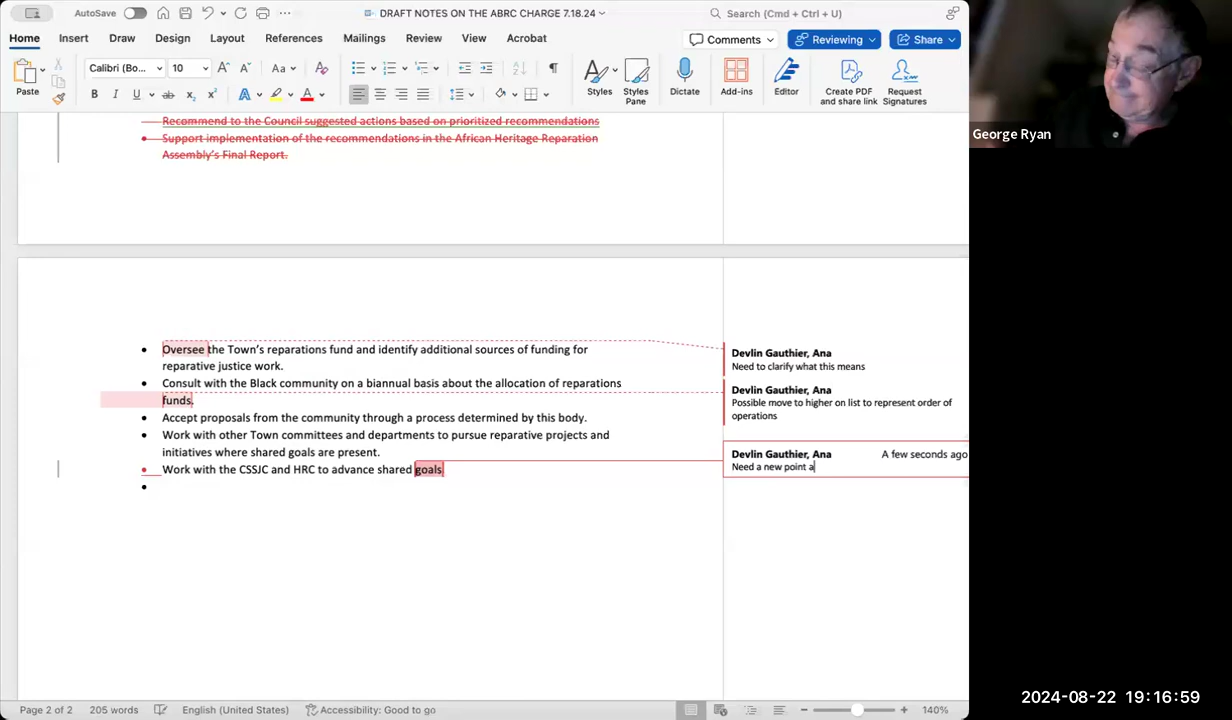 AutoSave
DRAFT NOTES ON THE ABRC CHARGE 7.18.24
Search (Cmd + Ctrl + U)
Home Insert Draw Design Layout References Mailings Review View Acrobat
Comments Reviewing Share
Paste
Calibri (Bo... 10
Aa
B I U ab x2 x2 A A
Styles
Styles Pane
Dictate
Add-ins
Editor
Create PDF and share link
Request Signatures
Recommend to the Council suggested actions based on prioritized recommendations
Support implementation of the recommendations in the African Heritage Reparation
Assembly's Final Report.
Oversee the Town's reparations fund and identify additional sources of funding for
reparative justice work.
Consult with the Black community on a biannual basis about the allocation of reparations
funds.
Accept proposals from the community through a process determined by this body.
Work with other Town committees and departments to pursue reparative projects and
initiatives where shared goals are present.
Work with the CSSJC and HRC to advance shared goals
Devlin Gauthier, Ana
Need to clarify what this means
Devlin Gauthier, Ana
Possible move to higher on list to represent order of
operations
Devlin Gauthier, Ana A few seconds ago
Need a new point a
Page 2 of 2 205 words English (United States) Accessibility: Good to go 140%
George Ryan
2024-08-22 19:16:59